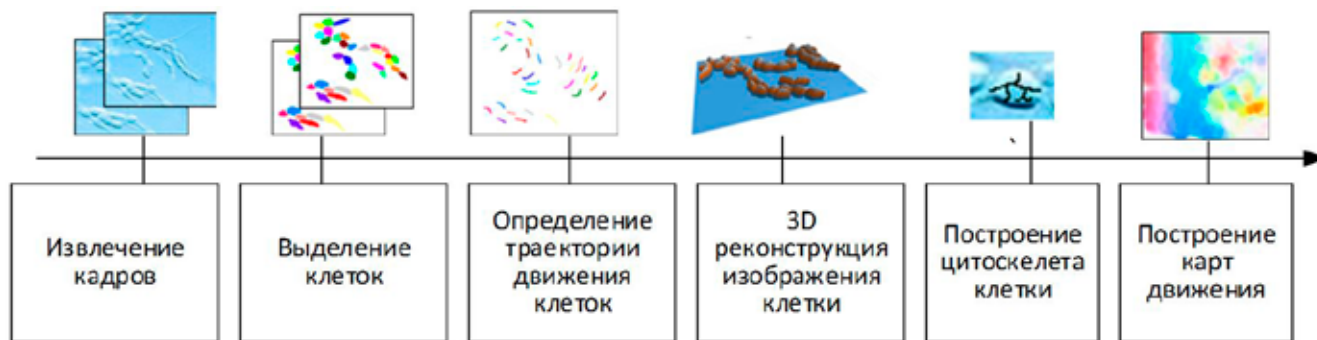 Извлечение
кадров
Выделение
клеток
Определение
траектории
движения
клеток
3D
реконструкция
изображения
клетки
Построение
цитоскелета
клетки
Построение
карт
движения